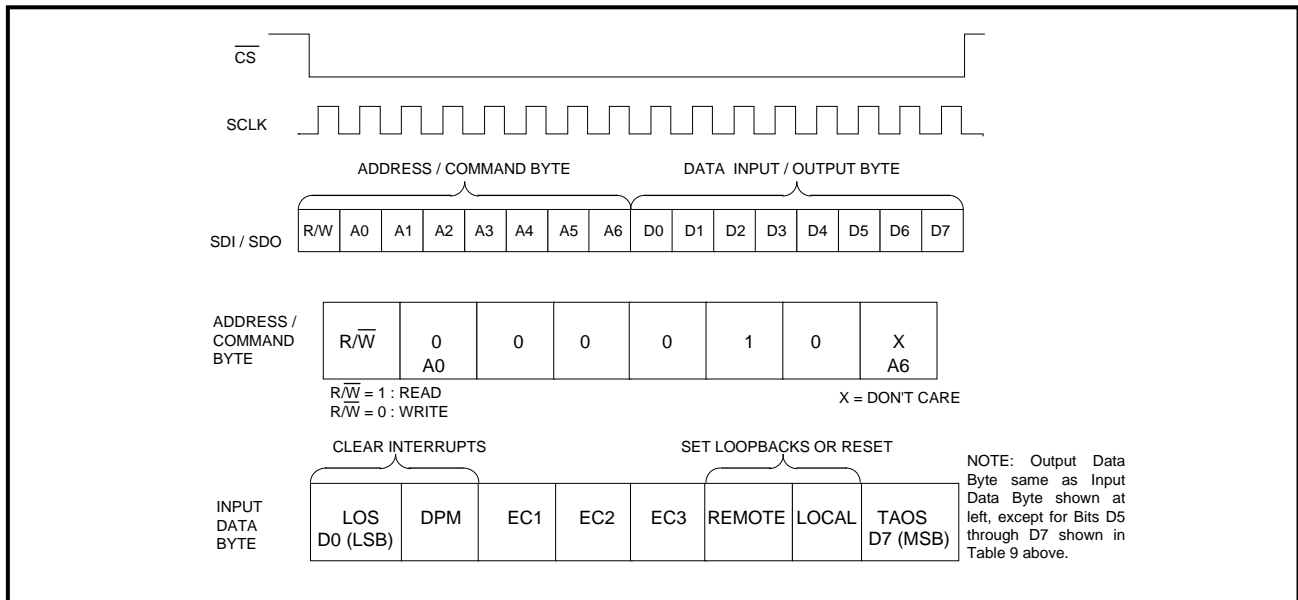 CS
SCLK
ADDRESS / COMMAND BYTE DATA INPUT / OUTPUT BYTE
SDI / SDO R/W A0 A1 A2 A3 A4 A5 A6 D0 D1 D2 D3 D4 D5 D6 D7
ADDRESS /
COMMAND
BYTE
R/W 0 0 0 0 1 0 X
A0 A6
R/W = 1 : READ
R/W = 0 : WRITE
X = DON'T CARE
CLEAR INTERRUPTS SET LOOPBACKS OR RESET
INPUT
DATA
BYTE
LOS DPM EC1 EC2 EC3 REMOTE LOCAL TAOS
D0 (LSB) D7 (MSB)
NOTE: Output Data
Byte same as Input
Data Byte shown at
left, except for Bits D5
through D7 shown in
Table 9 above.